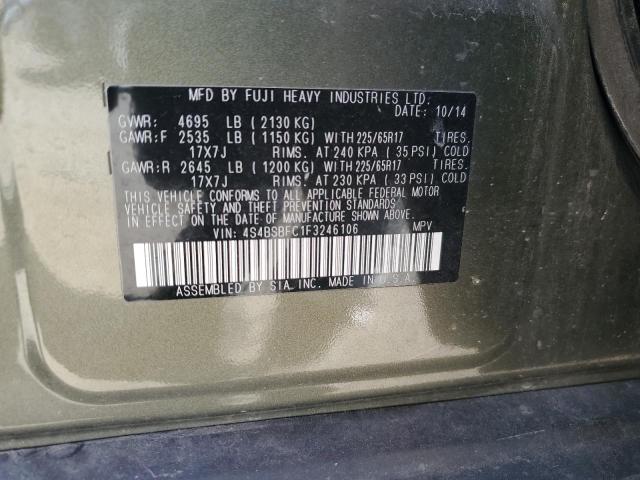 MFD BY FUJI HEAVY INDUSTRIES LTD.
DATE: 10/14
GVWR: 4695 LB (2130 KG)
GAWR:F 2535 LB (1150 KG) WITH 225/65R17 TIRES.
17X7J RIMS. AT 240 KPA (35 PSI) COLD
GAWR:R 2645 LB (1200 KG) WITH 225/65R17 TIRES.
17X7J RIMS. AT 230 KPA (33 PSI) COLD
THIS VEHICLE CONFORMS TO ALL APPLICABLE FEDERAL MOTOR
VEHICLE SAFETY AND THEFT PREVENTION STANDARDS
IN EFFECT ON THE DATE OF MANUFACTURE SHOWN ABOVE.
VIN: 4S4BSBFC1F3246106 MPV
ASSEMBLED BY SIA, INC. MADE IN U.S.A.